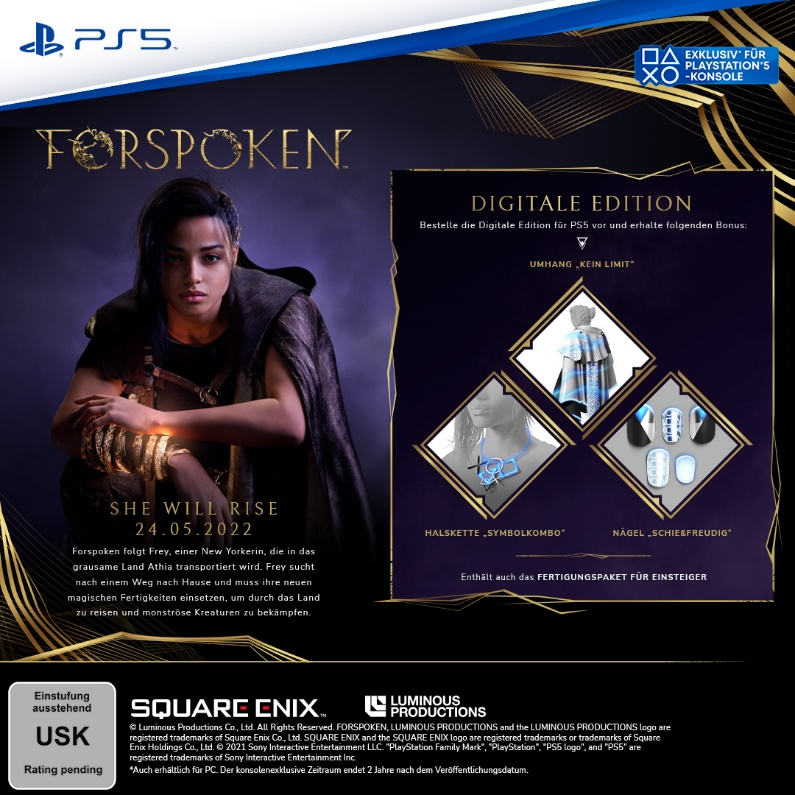 PS5
EXKLUSIV* FÜR
PLAYSTATION®5
-KONSOLE
FORSPOKEN™
SHE WILL RISE
24.05.2022
Forspoken folgt Frey, einer New Yorkerin, die in das
grausame Land Athia transportiert wird. Frey sucht
nach einem Weg nach Hause und muss ihre neuen
magischen Fertigkeiten einsetzen, um durch das Land
zu reisen und monströse Kreaturen zu bekämpfen.
DIGITALE EDITION
Bestelle die Digitale Edition für PS5 vor und erhalte folgenden Bonus:
UMHANG „KEIN LIMIT“
HALSKETTE „SYMBOLKOMBO“
NÄGEL „SCHIEßFREUDIG“
Enthält auch das FERTIGUNGSPAKET FÜR EINSTEIGER
Einstufung
ausstehend
USK
Rating pending
SQUARE ENIX™
LUMINOUS
PRODUCTIONS
© Luminous Productions Co., Ltd. All Rights Reserved. FORSPOKEN, LUMINOUS PRODUCTIONS and the LUMINOUS PRODUCTIONS logo are
registered trademarks of Square Enix Co., Ltd. SQUARE ENIX and the SQUARE ENIX logo are registered trademarks or trademarks of Square
Enix Holdings Co., Ltd. © 2021 Sony Interactive Entertainment LLC. "PlayStation Family Mark", "PlayStation", "PS5 logo", and "PS5" are
registered trademarks of Sony Interactive Entertainment Inc.
*Auch erhältlich für PC. Der konsolenexklusive Zeitraum endet 2 Jahre nach dem Veröffentlichungsdatum.